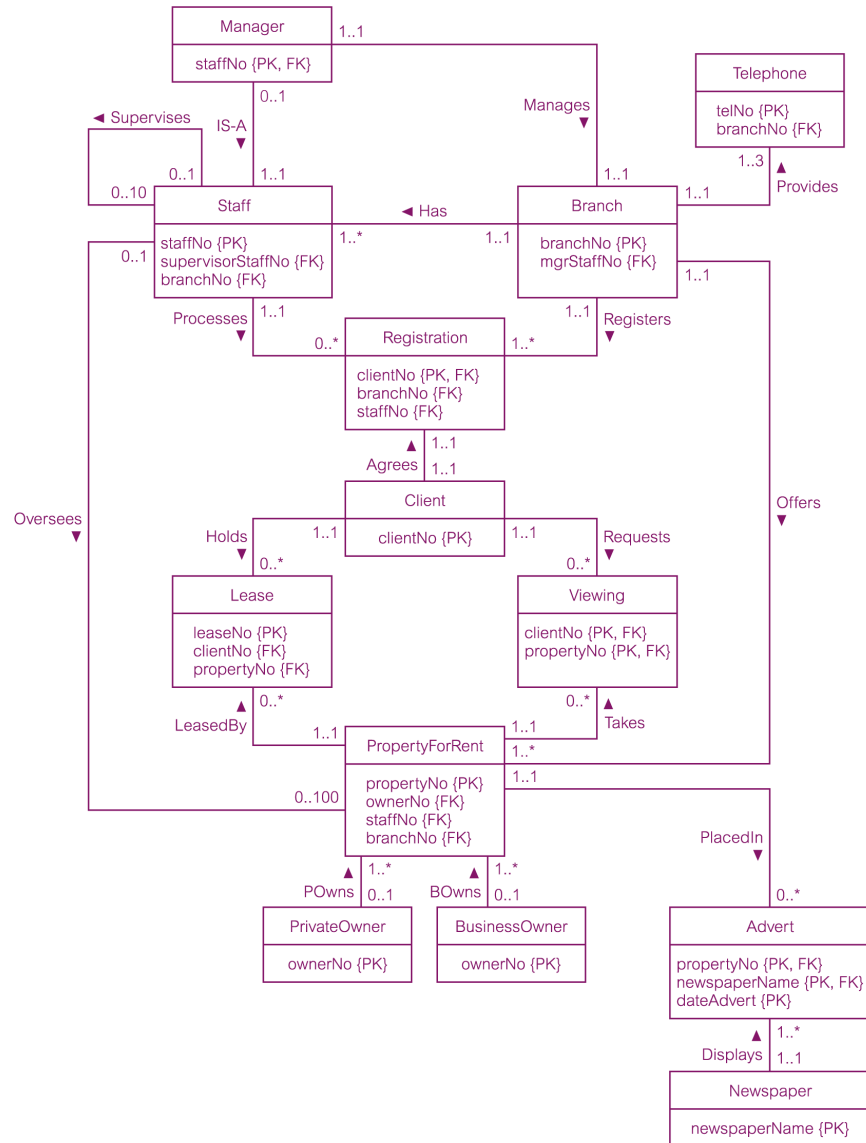 Manager
staffNo {PK, FK}
1..1
0..1
Manages
Telephone
telNo {PK}
branchNo {FK}
1..3
Provides
Supervises
IS-A
0..1
0..10
1..1
1..1
1..1
Staff
staffNo {PK}
supervisorStaffNo {FK}
branchNo {FK}
Has
1..*
1..1
Branch
branchNo {PK}
mgrStaffNo {FK}
0..1
1..1
Processes
1..1
1..1
Registers
0..*
1..*
Registration
clientNo {PK, FK}
branchNo {FK}
staffNo {FK}
1..1
Agrees
1..1
Client
clientNo {PK}
Oversees
Offers
Holds
1..1
1..1
Requests
0..*
0..*
Lease
leaseNo {PK}
clientNo {FK}
propertyNo {FK}
Viewing
clientNo {PK, FK}
propertyNo {PK, FK}
0..*
LeasedBy
1..1
0..*
Takes
1..1
1..*
1..1
PropertyForRent
propertyNo {PK}
ownerNo {FK}
staffNo {FK}
branchNo {FK}
0..100
PlacedIn
1..*
POwns
0..1
1..*
BOwns
0..1
0..*
PrivateOwner
ownerNo {PK}
BusinessOwner
ownerNo {PK}
Advert
propertyNo {PK, FK}
newspaperName {PK, FK}
dateAdvert {PK}
1..*
Displays
1..1
Newspaper
newspaperName {PK}